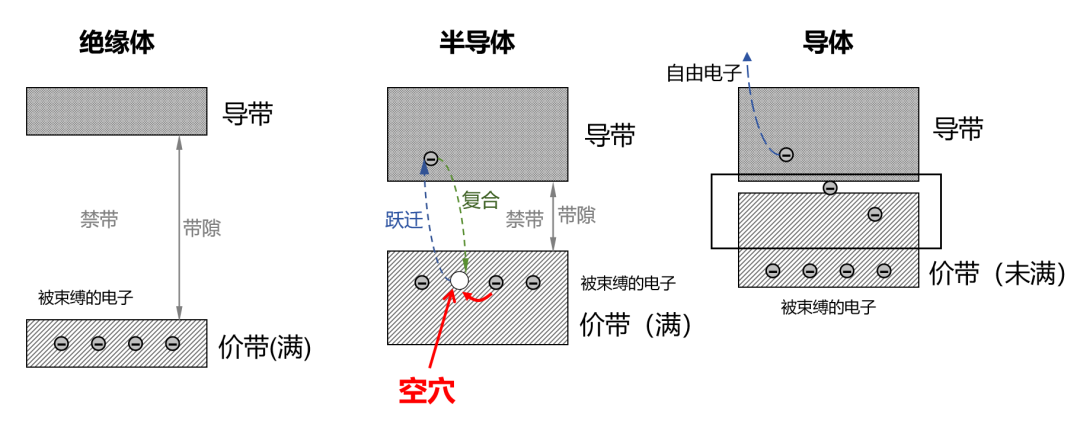 绝缘体
导带
禁带
带隙
被束缚的电子
价带(满)
半导体
导带
复合
跃迁
禁带
带隙
被束缚的电子
价带（满）
空穴
导体
自由电子
导带
价带（未满）
被束缚的电子